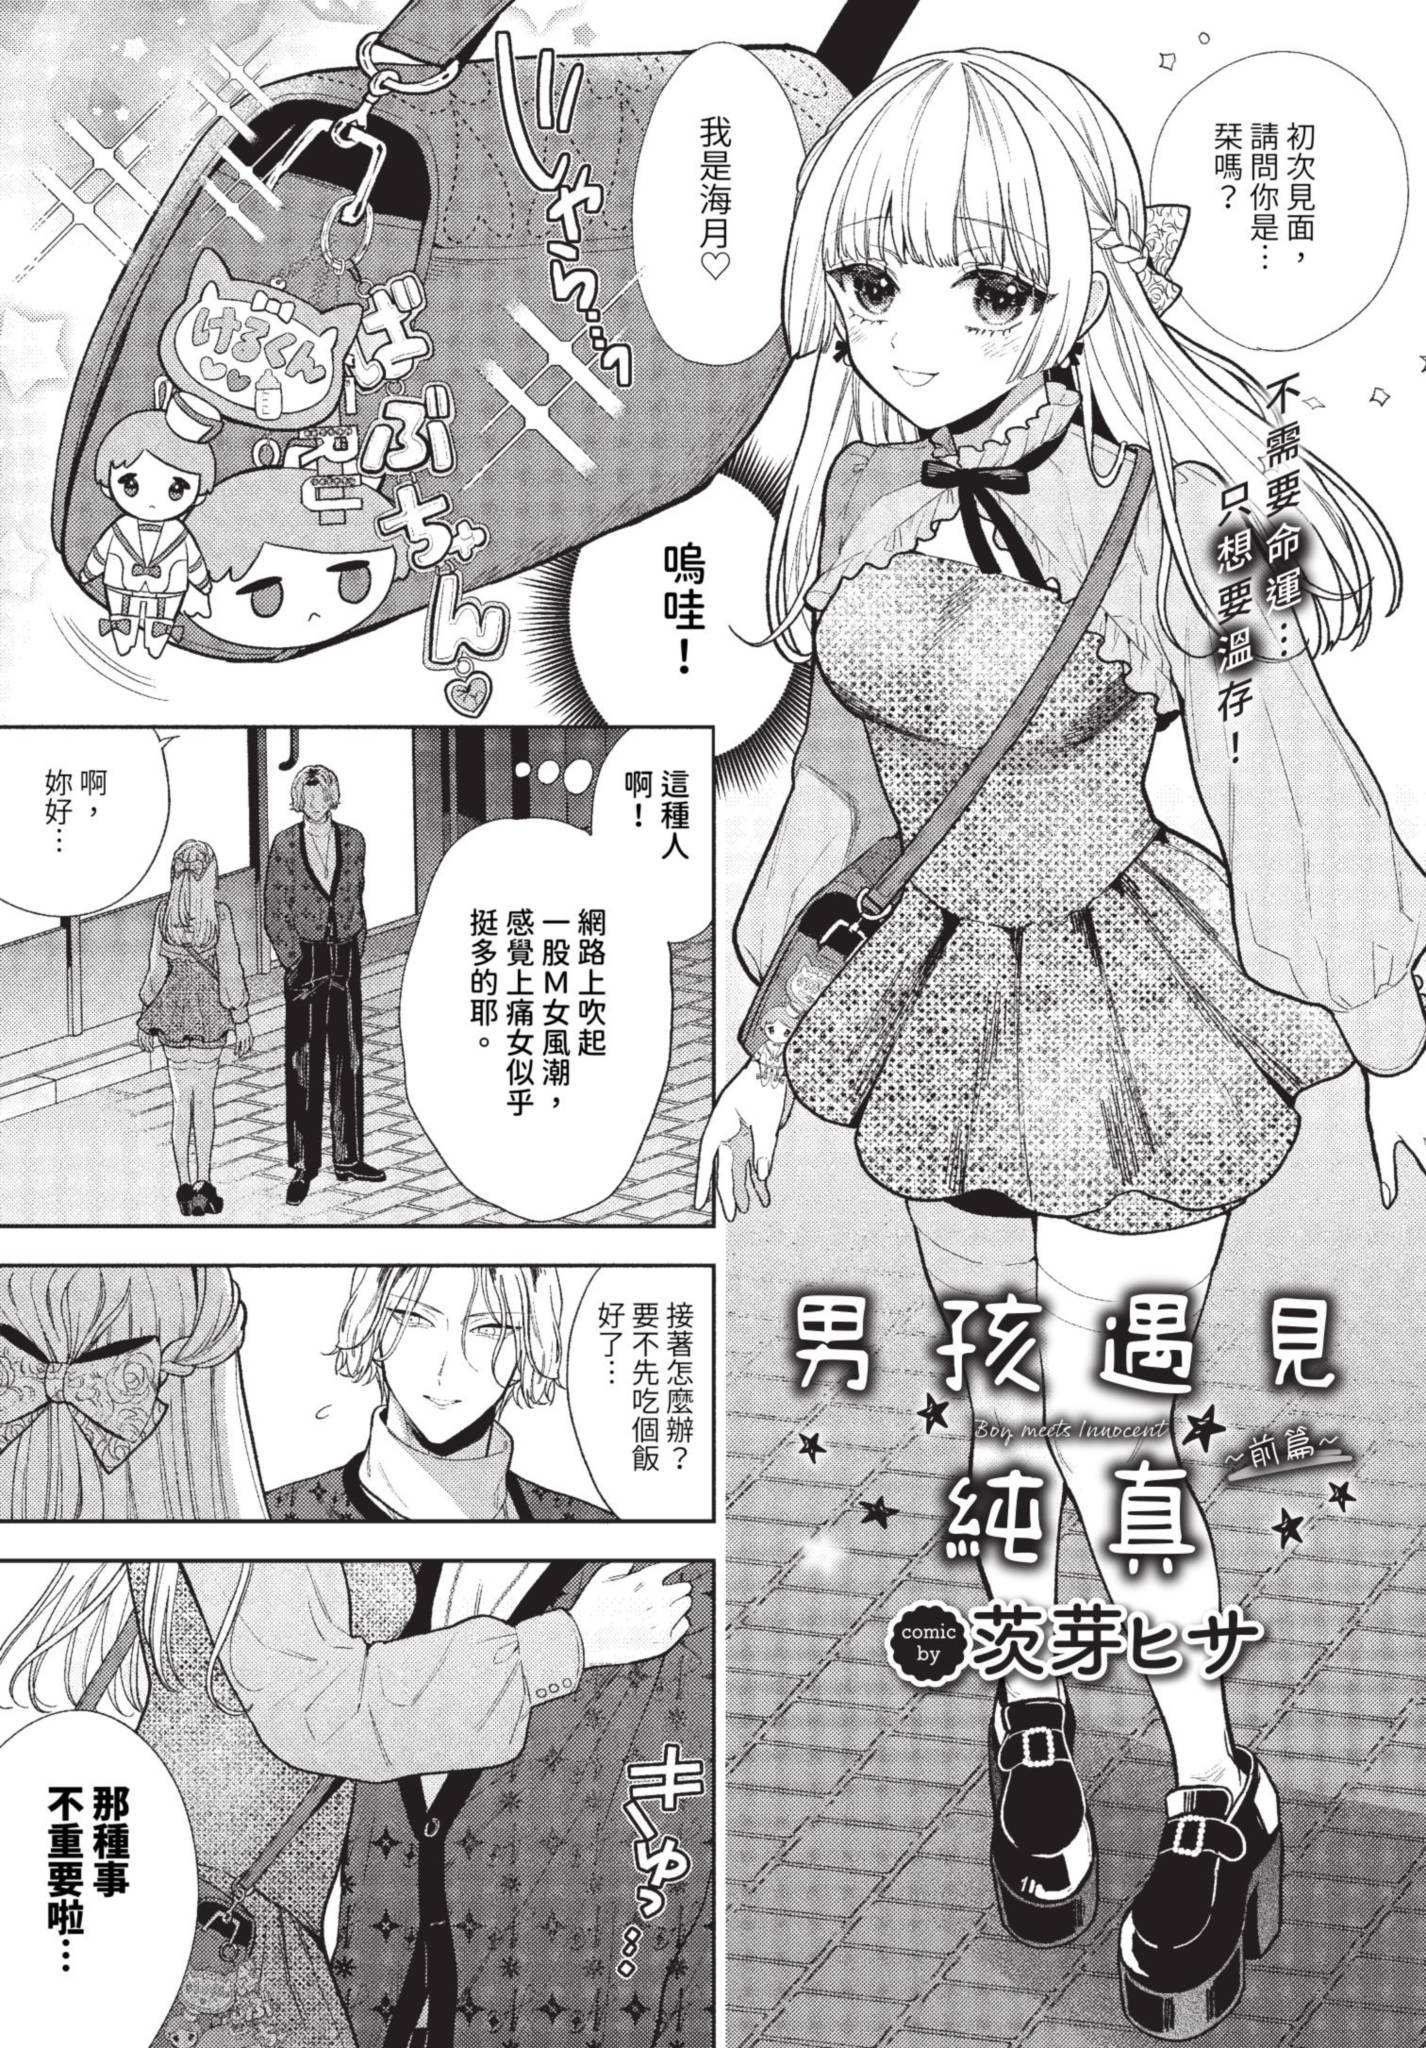 初次見面，
請問你是…
栞嗎？
我是海月♡
不需要命運…
只想要溫存！
じゃらら…っ
けるくん
ばぶちゃん
嗚哇！
這種人
啊！
網路上吹起
一股M女風潮，
感覺上痛女似乎
挺多的耶。
啊，
妳好…
接著怎麼辦？
要不先吃個飯
好了…
キュッ…
那種事
不重要啦…
男孩遇見
Boy meets Innocent
純真
~前篇~
comic
by
茨芽ヒサ